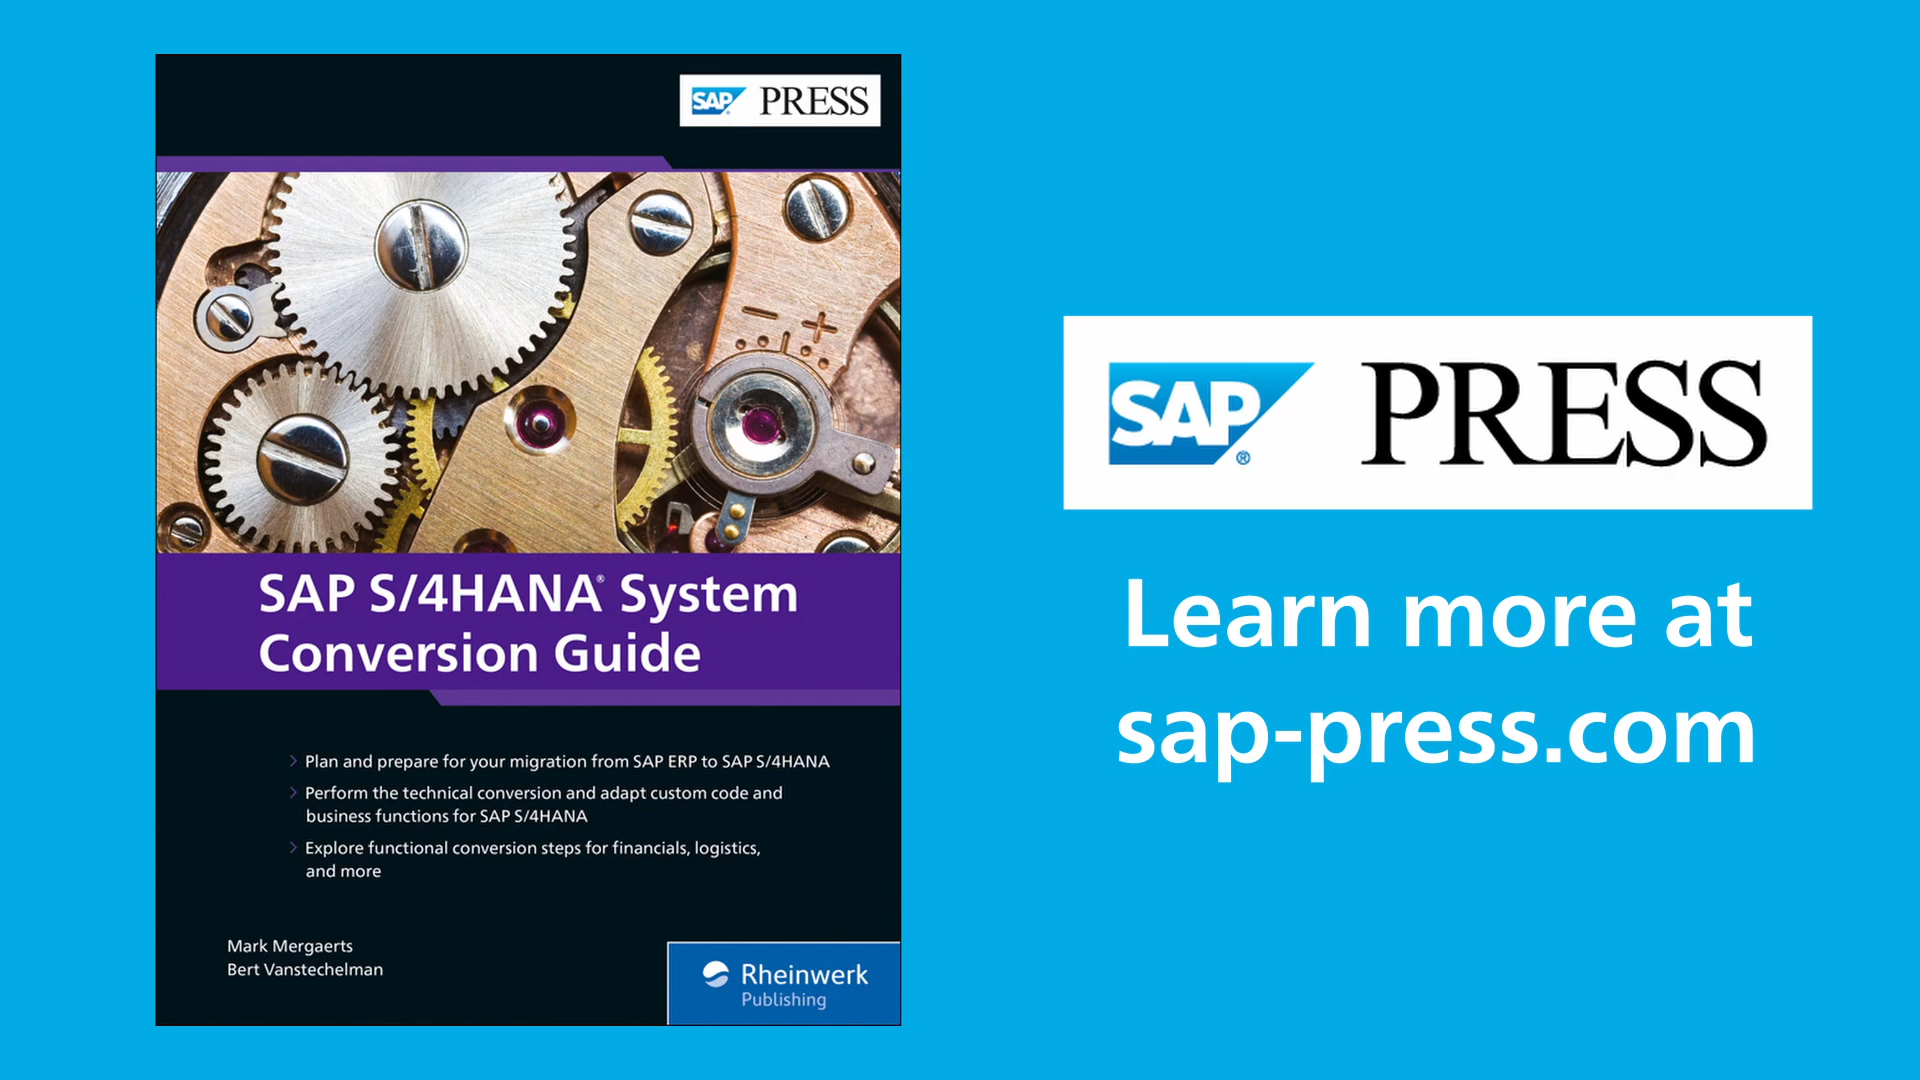 SAP PRESS
SAP S/4HANA® System
Conversion Guide
> Plan and prepare for your migration from SAP ERP to SAP S/4HANA
> Perform the technical conversion and adapt custom code and
business functions for SAP S/4HANA
> Explore functional conversion steps for financials, logistics,
and more
Mark Mergaerts
Bert Vanstechelman
Rheinwerk
Publishing
SAP® PRESS
Learn more at
sap-press.com